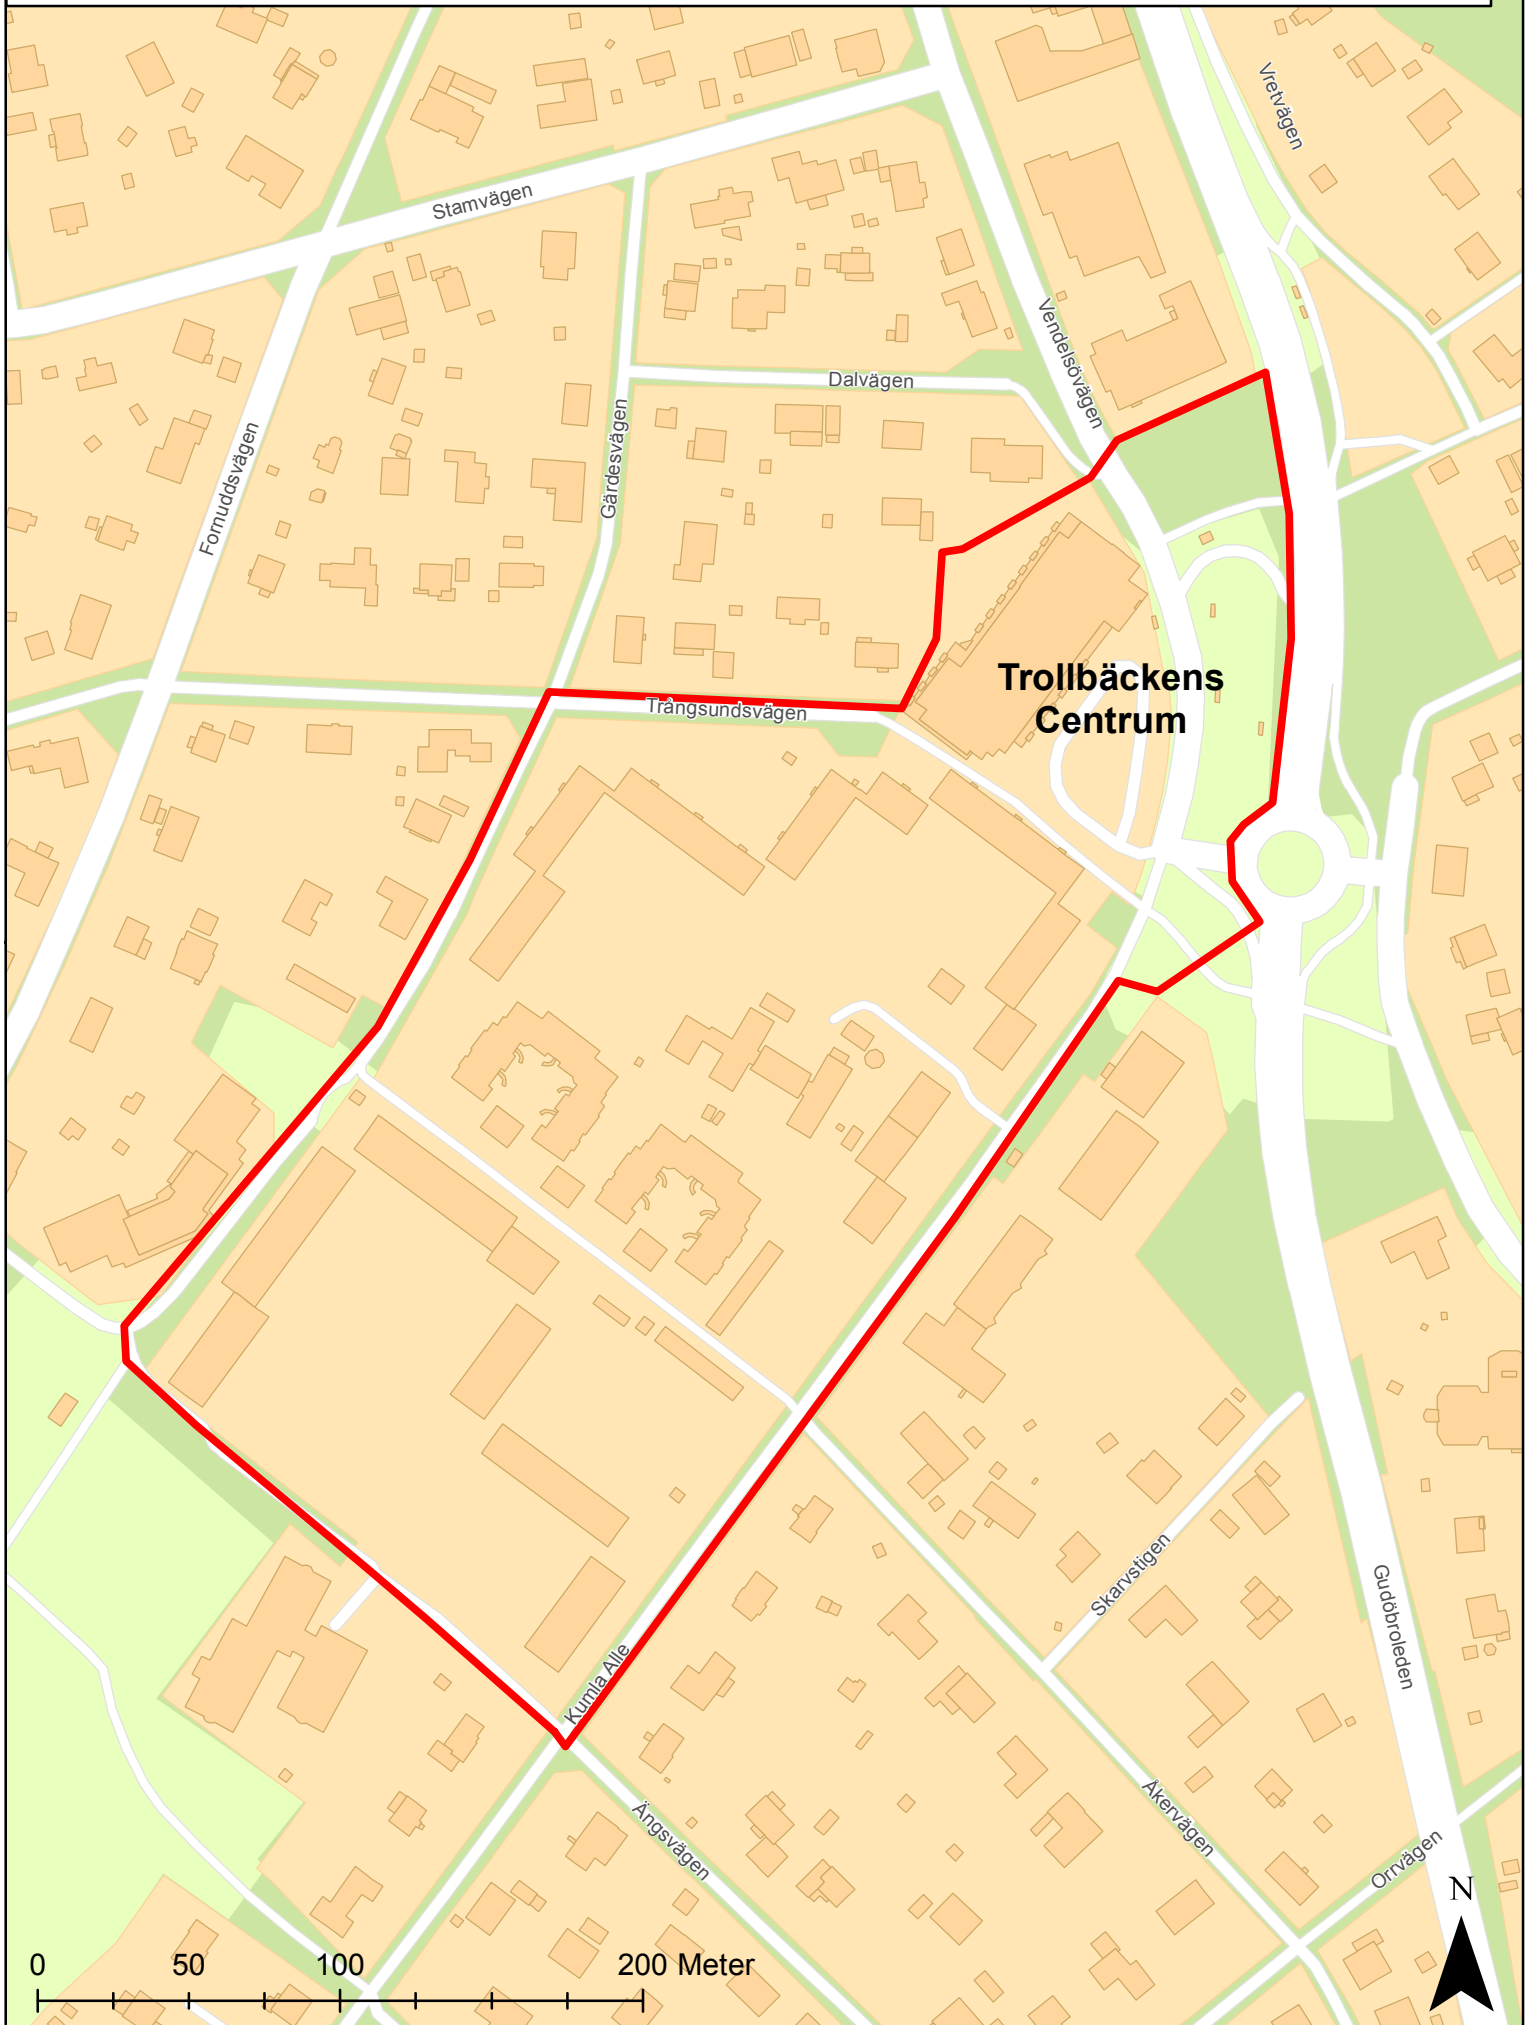 Vretvägen
Stamvägen
Vendelsövägen
Dalvägen
Gärdesvägen
Fornuddsvägen
Trollbäckens
Centrum
Trångsundsvägen
Skarvstigen
Gudöbroleden
Kumla Alle
Ängsvägen
Åkervägen
Orrvägen
N
0 50 100 200 Meter